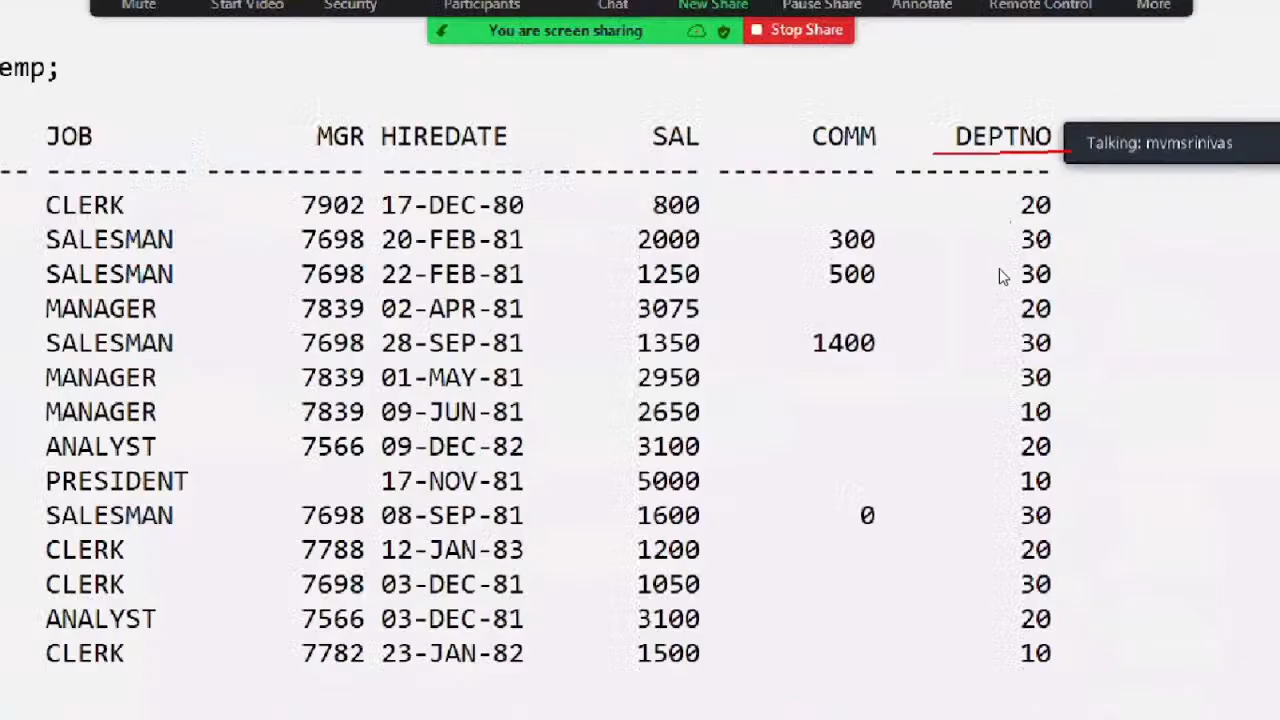 Mute Start Video Security Participants Chat New Share Pause Share Annotate Remote Control More
You are screen sharing Stop Share
emp;
JOB MGR HIREDATE SAL COMM DEPTNO
Talking: mvmsrinivas
-- --------- ---------- --------- ---------- ---------- ----------
CLERK 7902 17-DEC-80 800 20
SALESMAN 7698 20-FEB-81 2000 300 30
SALESMAN 7698 22-FEB-81 1250 500 30
MANAGER 7839 02-APR-81 3075 20
SALESMAN 7698 28-SEP-81 1350 1400 30
MANAGER 7839 01-MAY-81 2950 30
MANAGER 7839 09-JUN-81 2650 10
ANALYST 7566 09-DEC-82 3100 20
PRESIDENT 17-NOV-81 5000 10
SALESMAN 7698 08-SEP-81 1600 0 30
CLERK 7788 12-JAN-83 1200 20
CLERK 7698 03-DEC-81 1050 30
ANALYST 7566 03-DEC-81 3100 20
CLERK 7782 23-JAN-82 1500 10